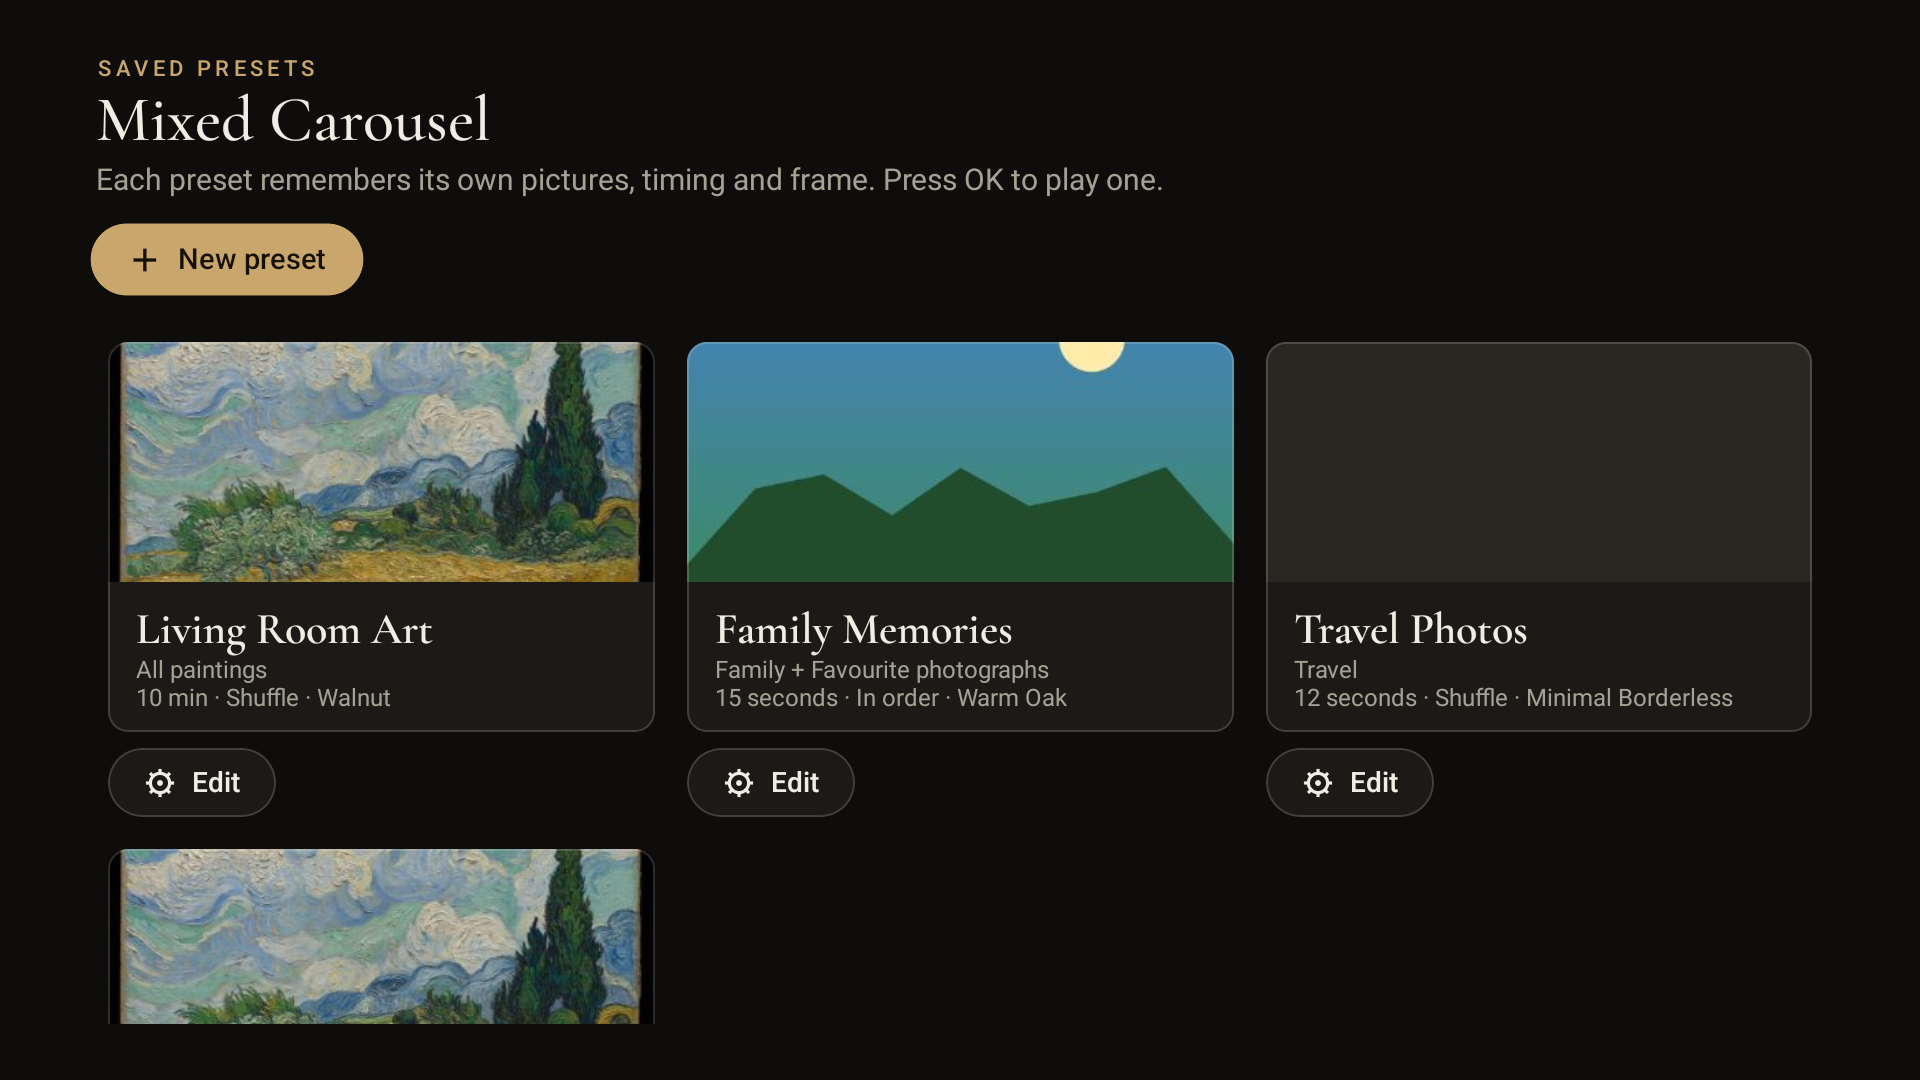 SAVED PRESETS
Mixed Carousel
Each preset remembers its own pictures, timing and frame. Press OK to play one.
+ New preset
Living Room Art
All paintings
10 min · Shuffle · Walnut
Edit
Family Memories
Family + Favourite photographs
15 seconds · In order · Warm Oak
Edit
Travel Photos
Travel
12 seconds · Shuffle · Minimal Borderless
Edit